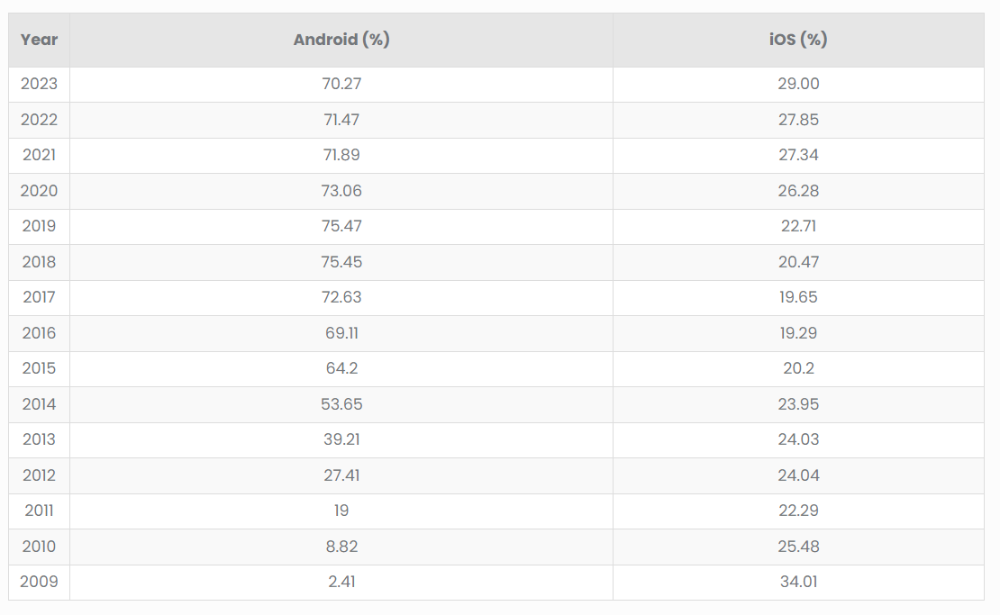 Year Android (%) iOS (%)
2023 70.27 29.00
2022 71.47 27.85
2021 71.89 27.34
2020 73.06 26.28
2019 75.47 22.71
2018 75.45 20.47
2017 72.63 19.65
2016 69.11 19.29
2015 64.2 20.2
2014 53.65 23.95
2013 39.21 24.03
2012 27.41 24.04
2011 19 22.29
2010 8.82 25.48
2009 2.41 34.01